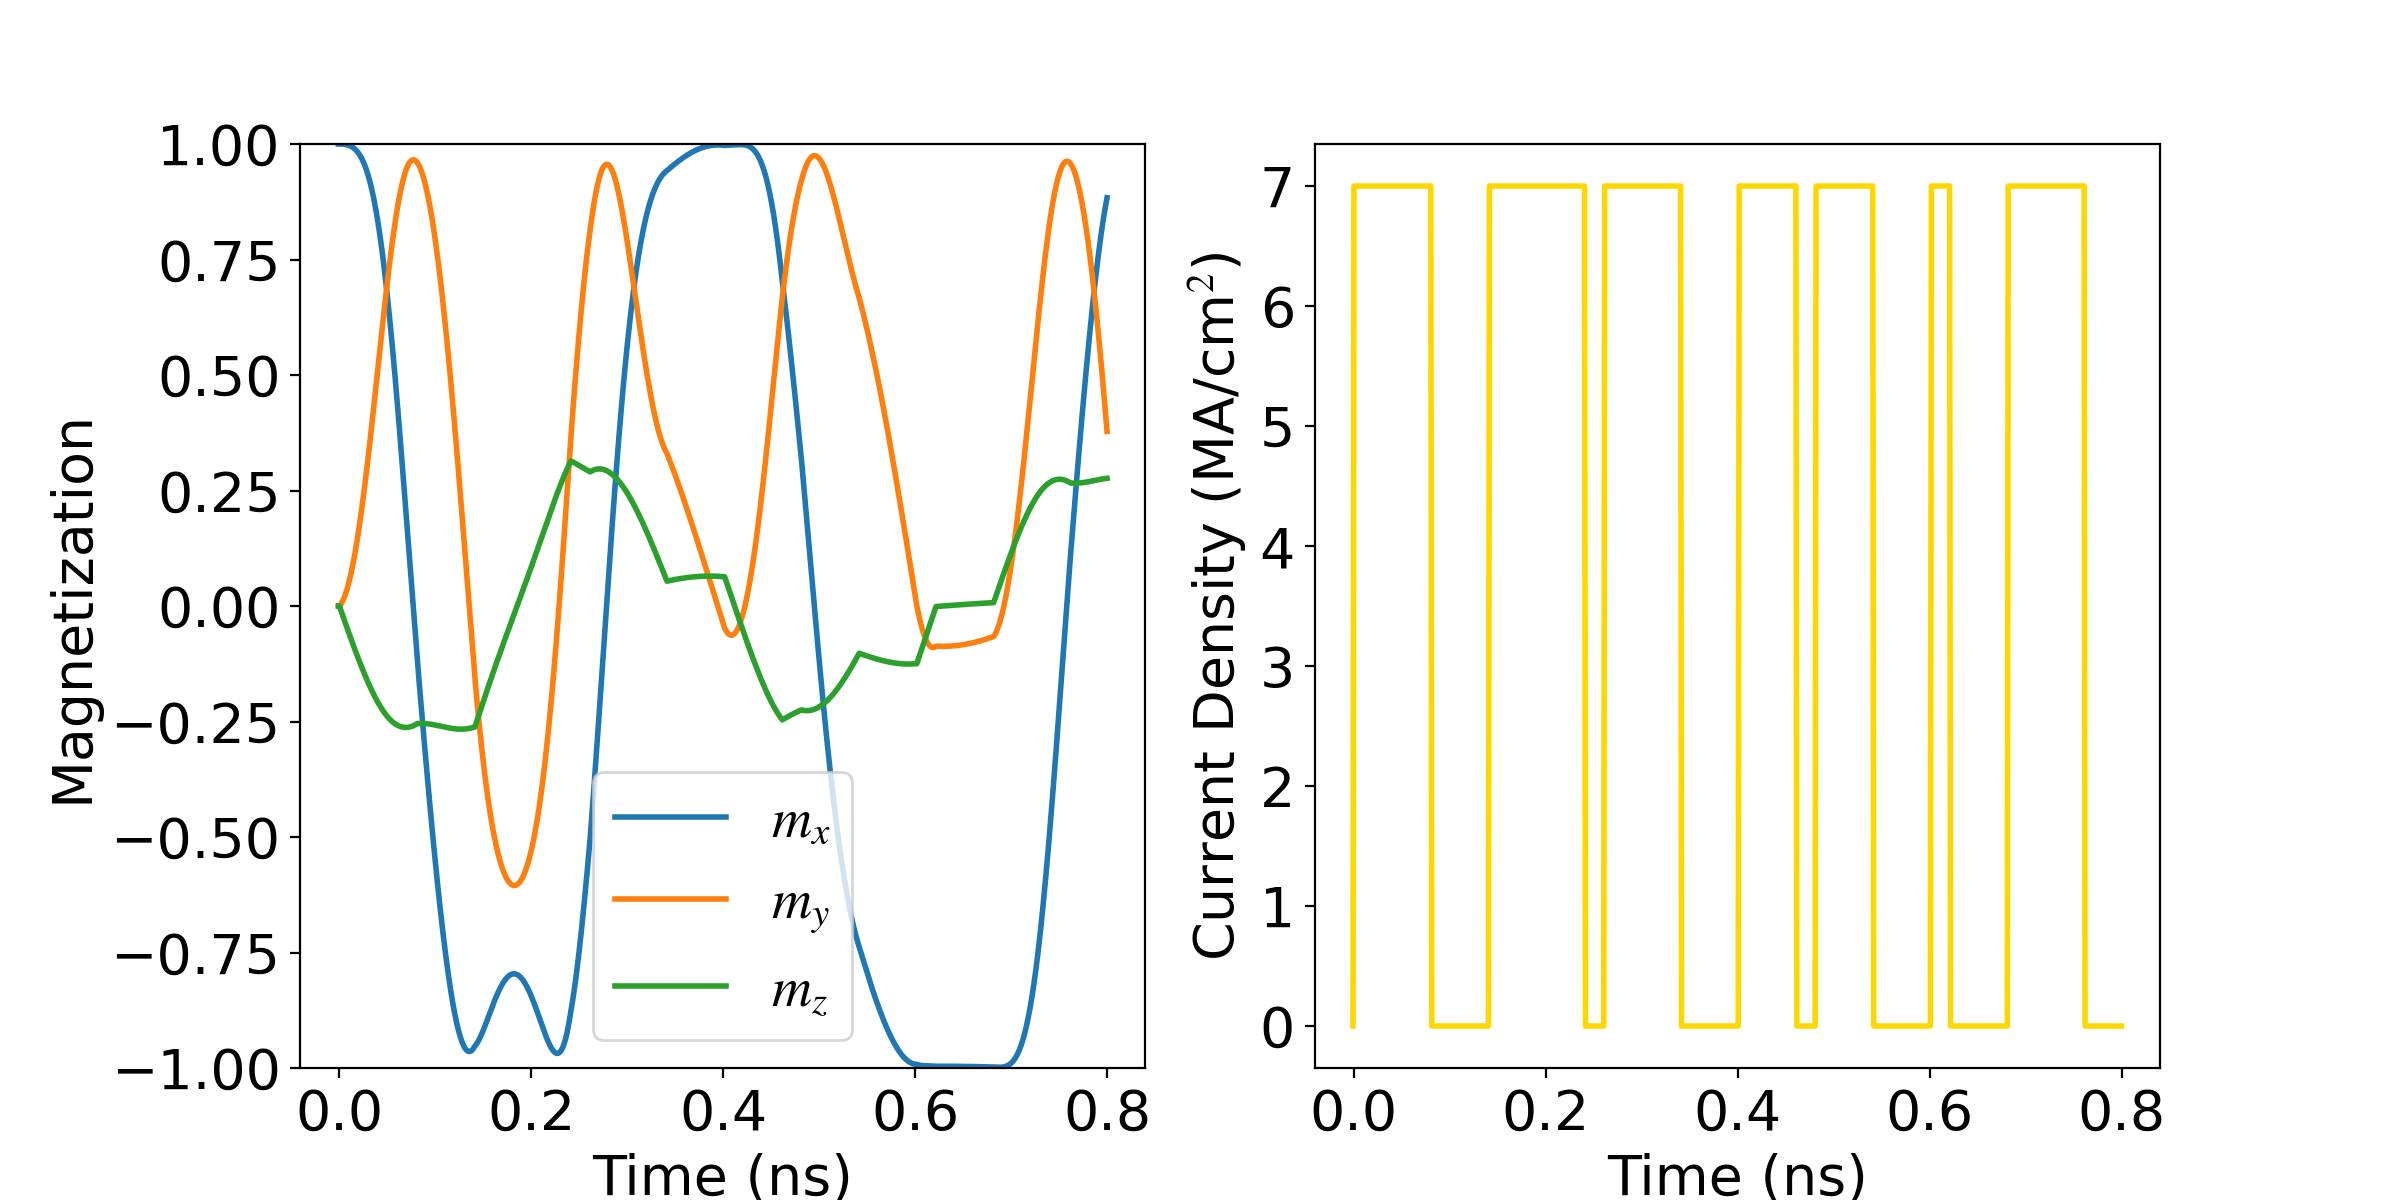 1.00
0.75
0.50
0.25
0.00
−0.25
−0.50
−0.75
−1.00
Magnetization
0.0 0.2 0.4 0.6 0.8
Time (ns)
m_x
m_y
m_z
7
6
5
4
3
2
1
0
Current Density (MA/cm²)
0.0 0.2 0.4 0.6 0.8
Time (ns)